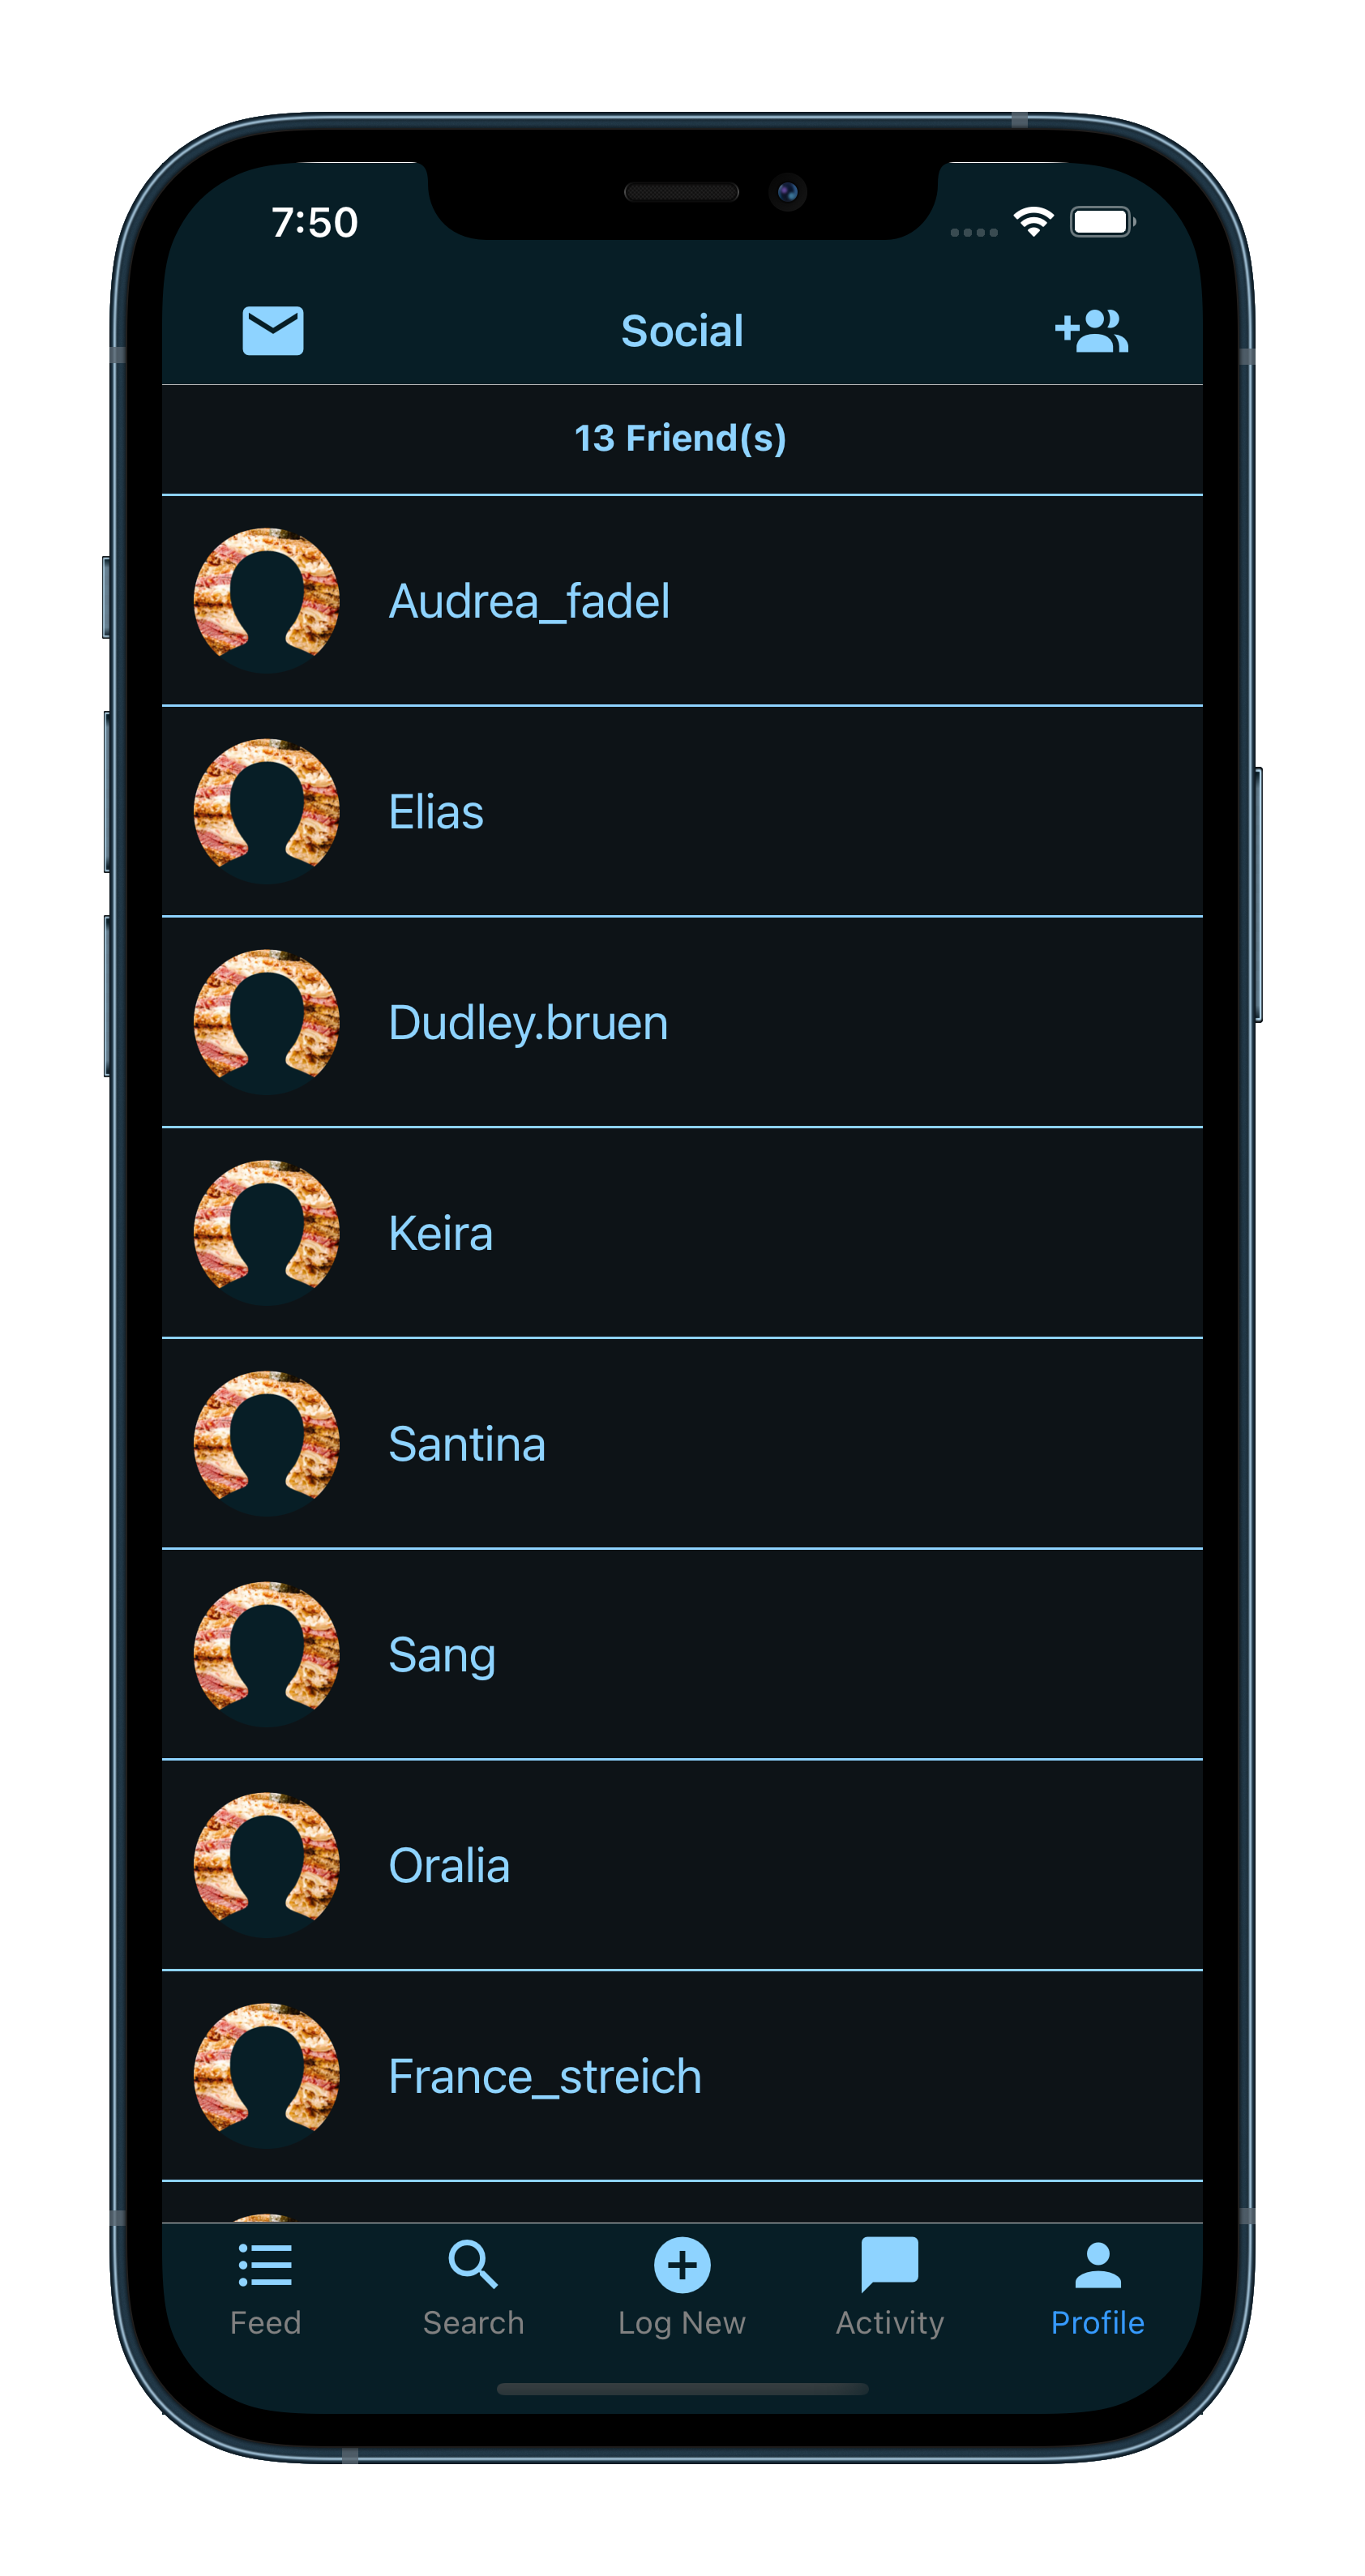 7:50
Social
13 Friend(s)
Audrea_fadel
Elias
Dudley.bruen
Keira
Santina
Sang
Oralia
France_streich
Feed Search Log New Activity Profile